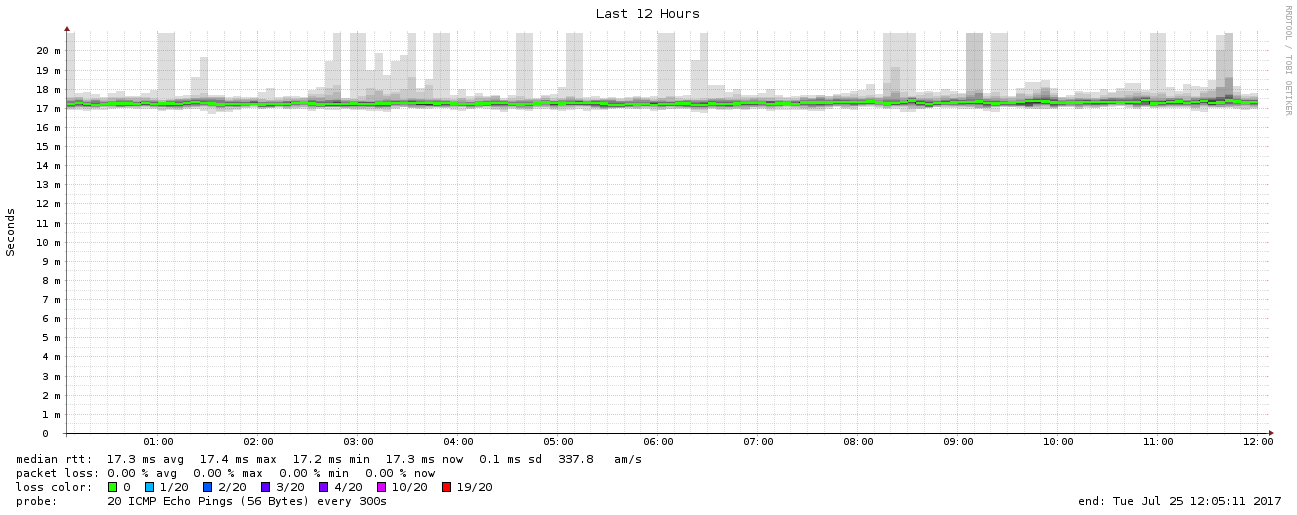 Last 12 Hours
RRDTOOL / TOBI OETIKER
Seconds
20 m
19 m
18 m
17 m
16 m
15 m
14 m
13 m
12 m
11 m
10 m
9 m
8 m
7 m
6 m
5 m
4 m
3 m
2 m
1 m
0
01:00 02:00 03:00 04:00 05:00 06:00 07:00 08:00 09:00 10:00 11:00 12:00
median rtt: 17.3 ms avg 17.4 ms max 17.2 ms min 17.3 ms now 0.1 ms sd 337.8 am/s
packet loss: 0.00 % avg 0.00 % max 0.00 % min 0.00 % now
loss color: 0 1/20 2/20 3/20 4/20 10/20 19/20
probe: 20 ICMP Echo Pings (56 Bytes) every 300s end: Tue Jul 25 12:05:11 2017